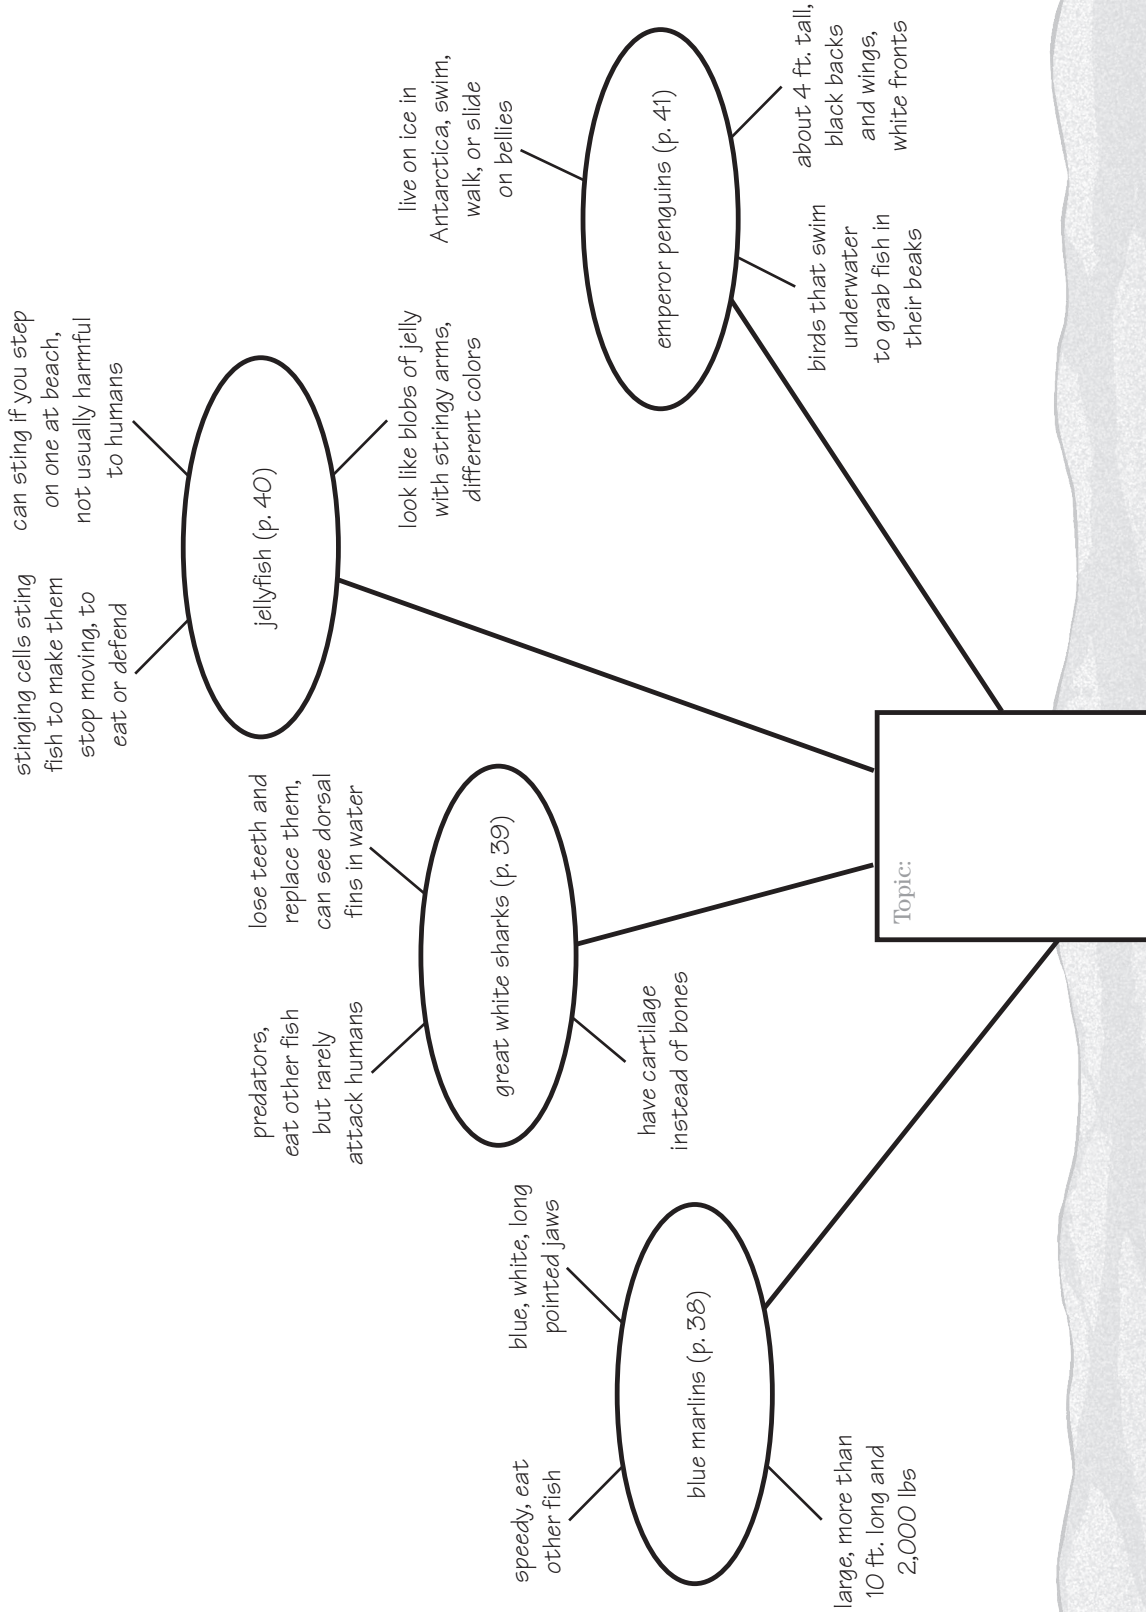 speedy, eat
other fish
blue, white, long
pointed jaws
blue marlins (p. 38)
large, more than
10 ft. long and
2,000 lbs
predators,
eat other fish
but rarely
attack humans
lose teeth and
replace them,
can see dorsal
fins in water
great white sharks (p. 39)
have cartilage
instead of bones
stinging cells sting
fish to make them
stop moving, to
eat or defend
can sting if you step
on one at beach,
not usually harmful
to humans
jellyfish (p. 40)
look like blobs of jelly
with stringy arms,
different colors
live on ice in
Antarctica, swim,
walk, or slide
on bellies
emperor penguins (p. 41)
birds that swim
underwater
to grab fish in
their beaks
about 4 ft. tall,
black backs
and wings,
white fronts
Topic: